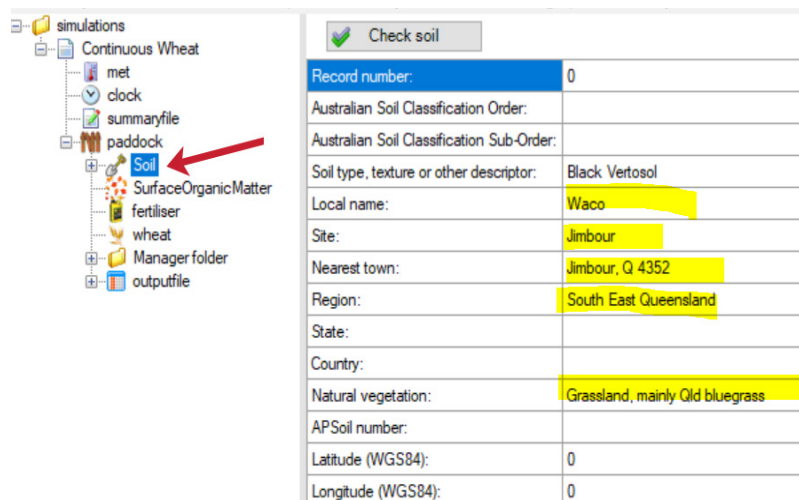 simulations
Continuous Wheat
met
clock
summaryfile
paddock
Soil
SurfaceOrganicMatter
fertiliser
wheat
Manager folder
outputfile
Check soil
Record number: 0
Australian Soil Classification Order:
Australian Soil Classification Sub-Order:
Soil type, texture or other descriptor: Black Vertosol
Local name: Waco
Site: Jimbour
Nearest town: Jimbour, Q 4352
Region: South East Queensland
State:
Country:
Natural vegetation: Grassland, mainly Qld bluegrass
APSoil number:
Latitude (WGS84): 0
Longitude (WGS84): 0